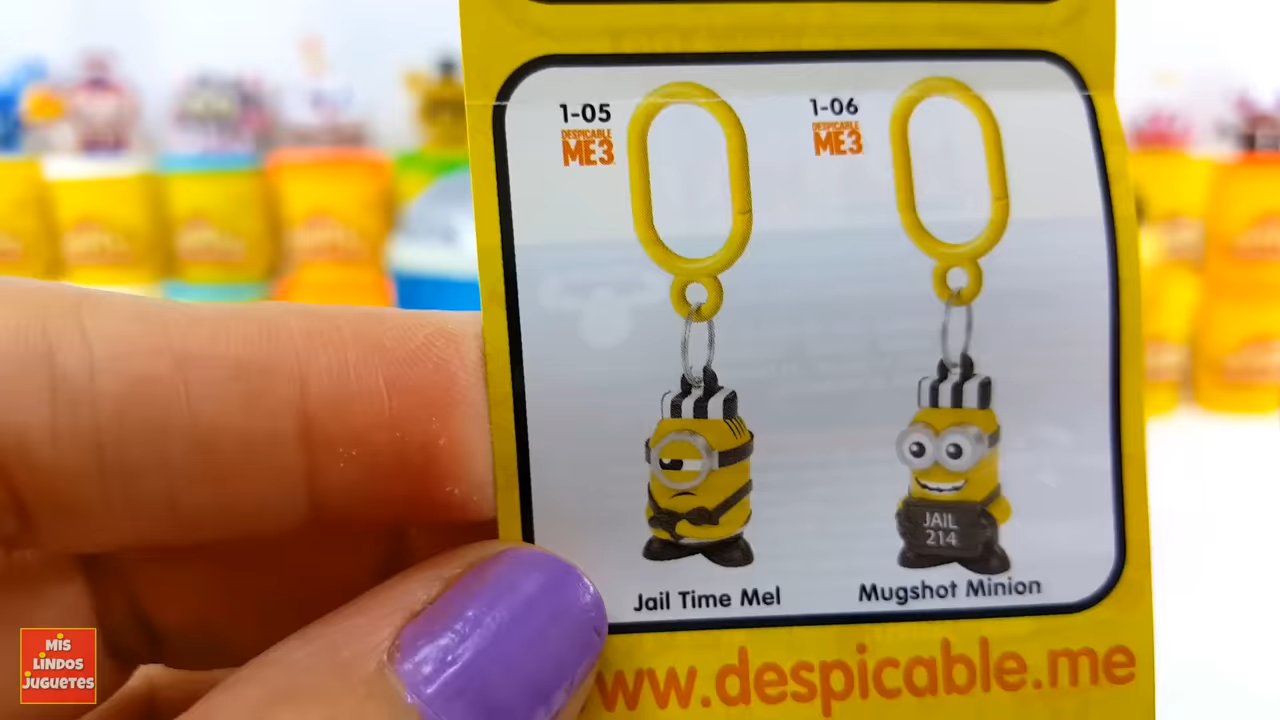 1-05
DESPICABLE
ME3
1-06
DESPICABLE
ME3
JAIL
214
Jail Time Mel
Mugshot Minion
www.despicable.me
MIS
LINDOS
JUGUETES